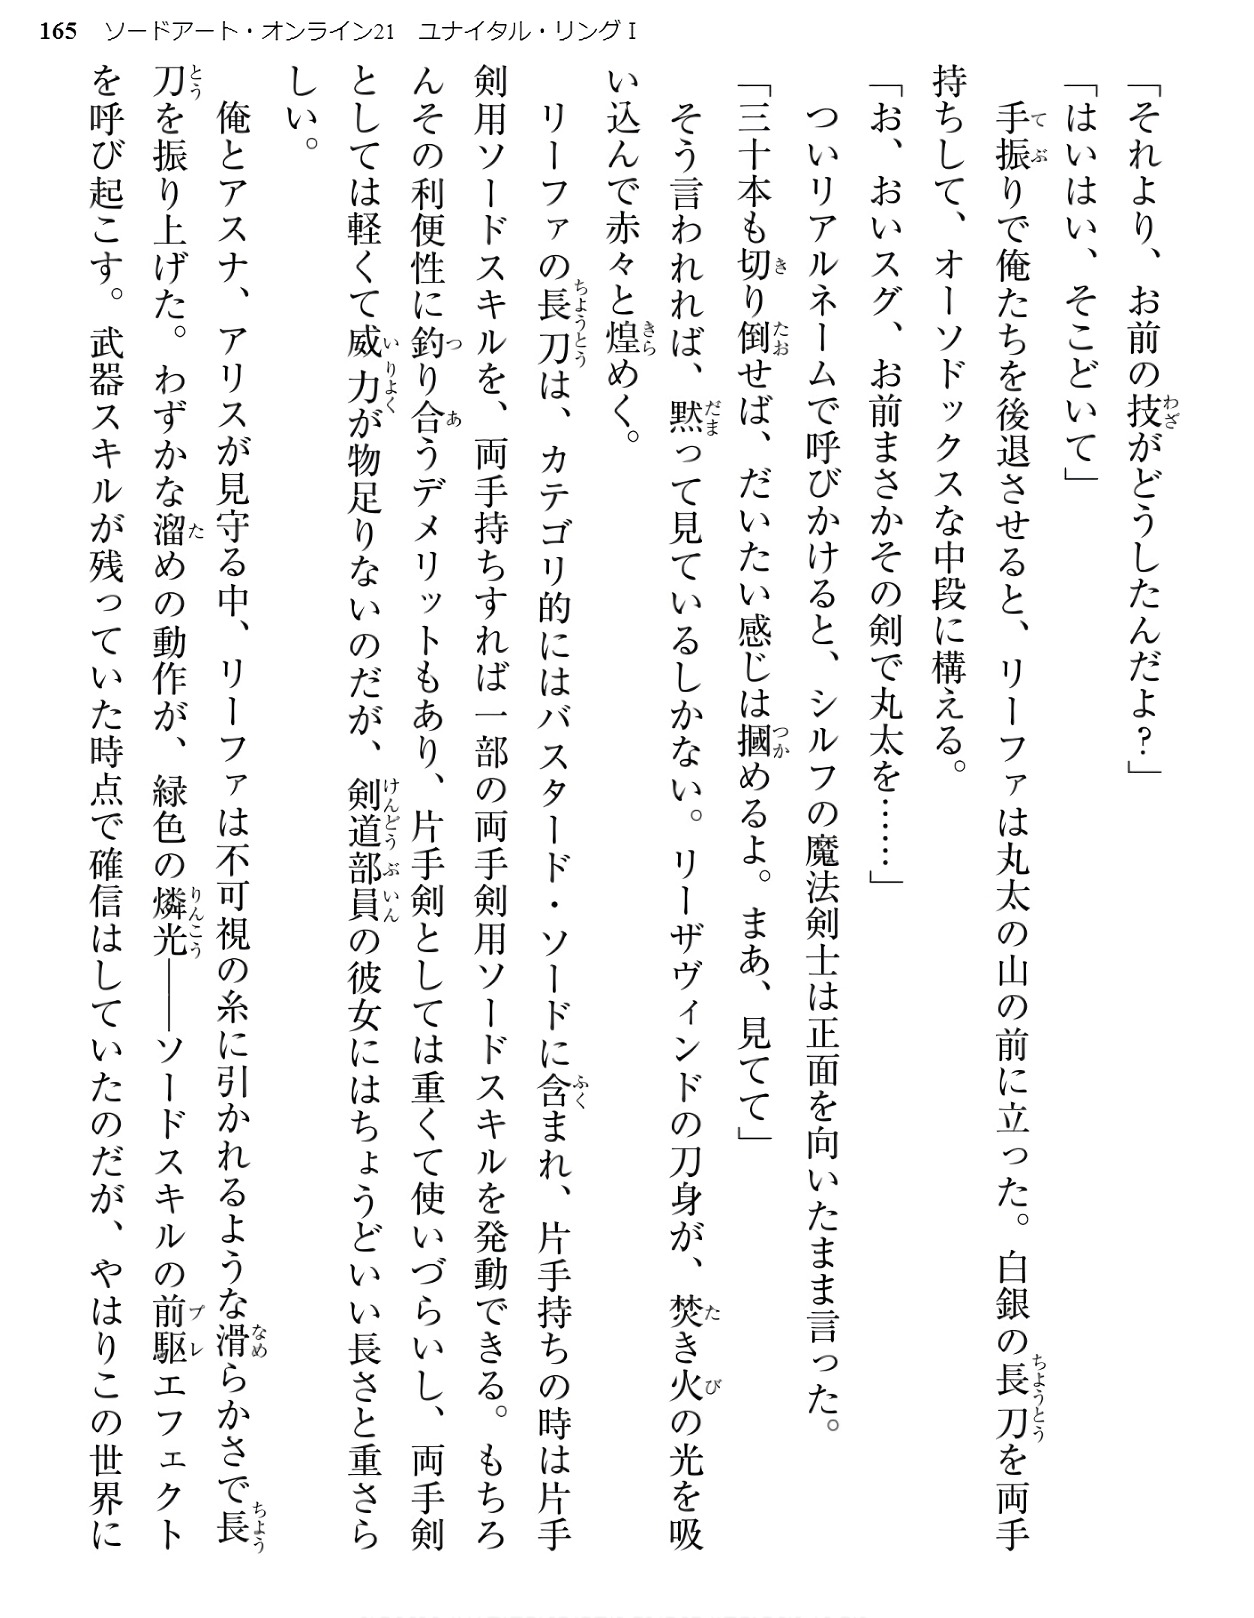 165 ソードアート・オンライン21 ユナイタル・リングⅠ
「それより、お前の技がどうしたんだよ？」
「はいはい、そこどいて」
　手振りで俺たちを後退させると、リーファは丸太の山の前に立った。白銀の長刀を両手
持ちして、オーソドックスな中段に構える。
「お、おいスグ、お前まさかその剣で丸太を……」
　ついリアルネームで呼びかけると、シルフの魔法剣士は正面を向いたまま言った。
「三十本も切り倒せば、だいたい感じは摑めるよ。まあ、見てて」
　そう言われれば、黙って見ているしかない。リーザヴィンドの刀身が、焚き火の光を吸
い込んで赤々と煌めく。
　リーファの長刀は、カテゴリ的にはバスタード・ソードに含まれ、片手持ちの時は片手
剣用ソードスキルを、両手持ちすれば一部の両手剣用ソードスキルを発動できる。もちろ
んその利便性に釣り合うデメリットもあり、片手剣としては重くて使いづらいし、両手剣
としては軽くて威力が物足りないのだが、剣道部員の彼女にはちょうどいい長さと重さら
しい。
　俺とアスナ、アリスが見守る中、リーファは不可視の糸に引かれるような滑らかさで長
刀を振り上げた。わずかな溜めの動作が、緑色の燐光――ソードスキルの前駆エフェクト
を呼び起こす。武器スキルが残っていた時点で確信はしていたのだが、やはりこの世界に